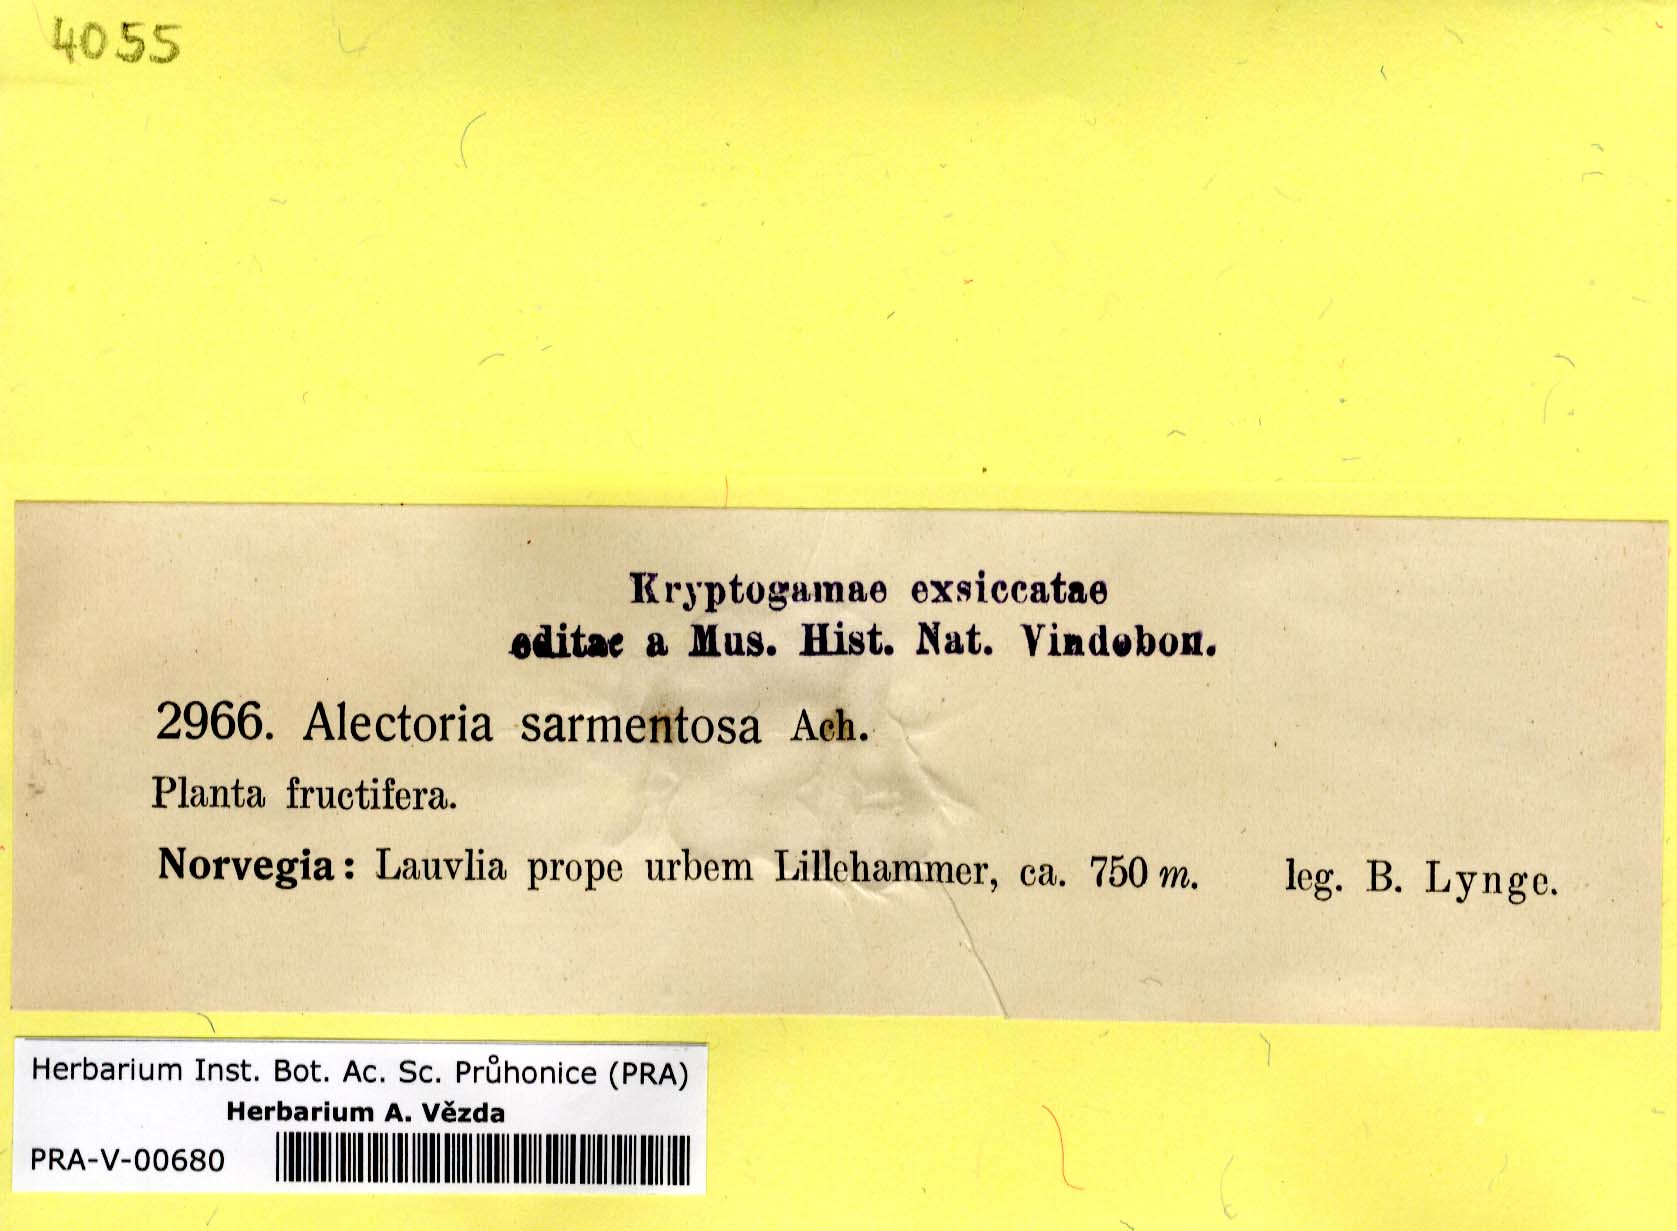 4055
Kryptogamae exsiccatae
editae a Mus. Hist. Nat. Vindobon.
2966. Alectoria sarmentosa Ach.
Planta fructifera.
Norvegia: Lauvlia prope urbem Lillehammer, ca. 750 m. leg. B. Lynge.
Herbarium Inst. Bot. Ac. Sc. Průhonice (PRA)
Herbarium A. Vězda
PRA-V-00680